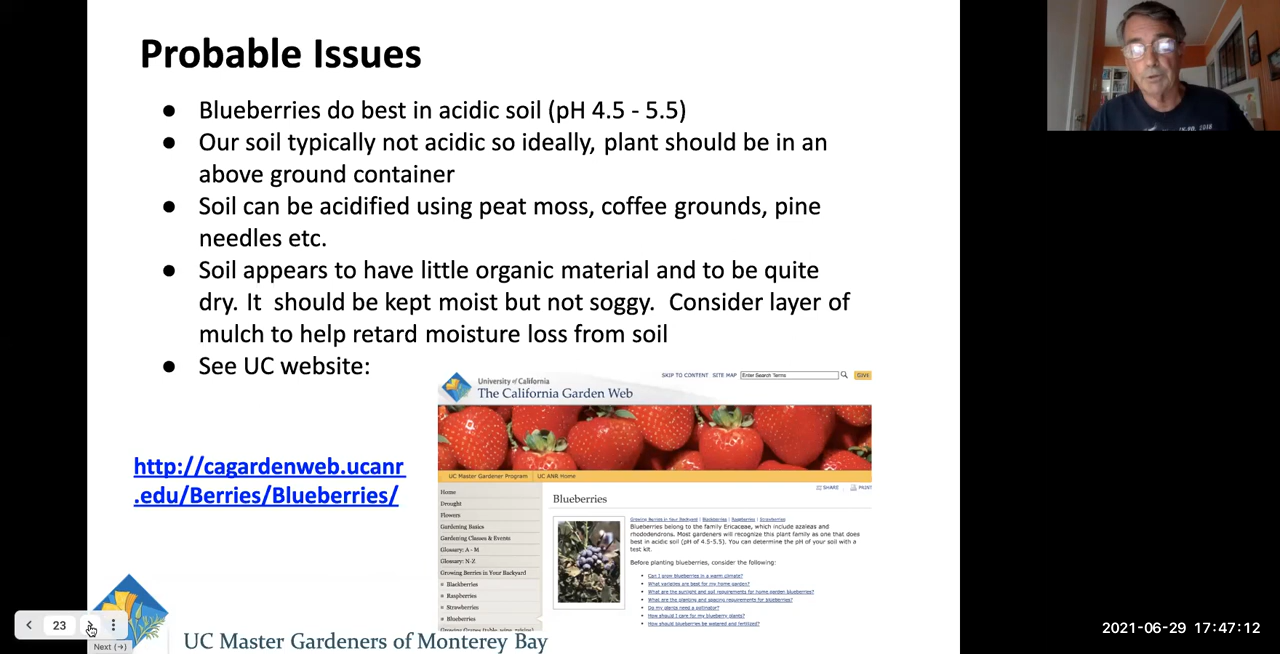 Probable Issues
● Blueberries do best in acidic soil (pH 4.5 - 5.5)
● Our soil typically not acidic so ideally, plant should be in an
above ground container
● Soil can be acidified using peat moss, coffee grounds, pine
needles etc.
● Soil appears to have little organic material and to be quite
dry. It should be kept moist but not soggy. Consider layer of
mulch to help retard moisture loss from soil
● See UC website:
http://cagardenweb.ucanr
.edu/Berries/Blueberries/
SKIP TO CONTENT SITE MAP Enter Search Terms GIVE
University of California
The California Garden Web
UC Master Gardener Program UC ANR Home
SHARE PRINT
Home
Drought
Flowers
Gardening Basics
Gardening Classes & Events
Glossary: A - M
Glossary: N-Z
Growing Berries in Your Backyard
Blackberries
Raspberries
Strawberries
Blueberries
Blueberries
Growing Berries in Your Backyard | Blackberries | Raspberries | Strawberries
Blueberries belong to the family Ericaceae, which include azaleas and
rhododendrons. Most gardeners will recognize this plant family as one that does
best in acidic soil (pH of 4.5-5.5). You can determine the pH of your soil with a
test kit.
Before planting blueberries, consider the following:
Can I grow blueberries in a warm climate?
What varieties are best for my home garden?
What are the sunlight and soil requirements for home garden blueberries?
What are the planting and spacing requirements for blueberries?
Do my plants need a pollinator?
How should I care for my blueberry plants?
How should blueberries be watered and fertilized?
23
Next (→)
UC Master Gardeners of Monterey Bay
2021-06-29 17:47:12